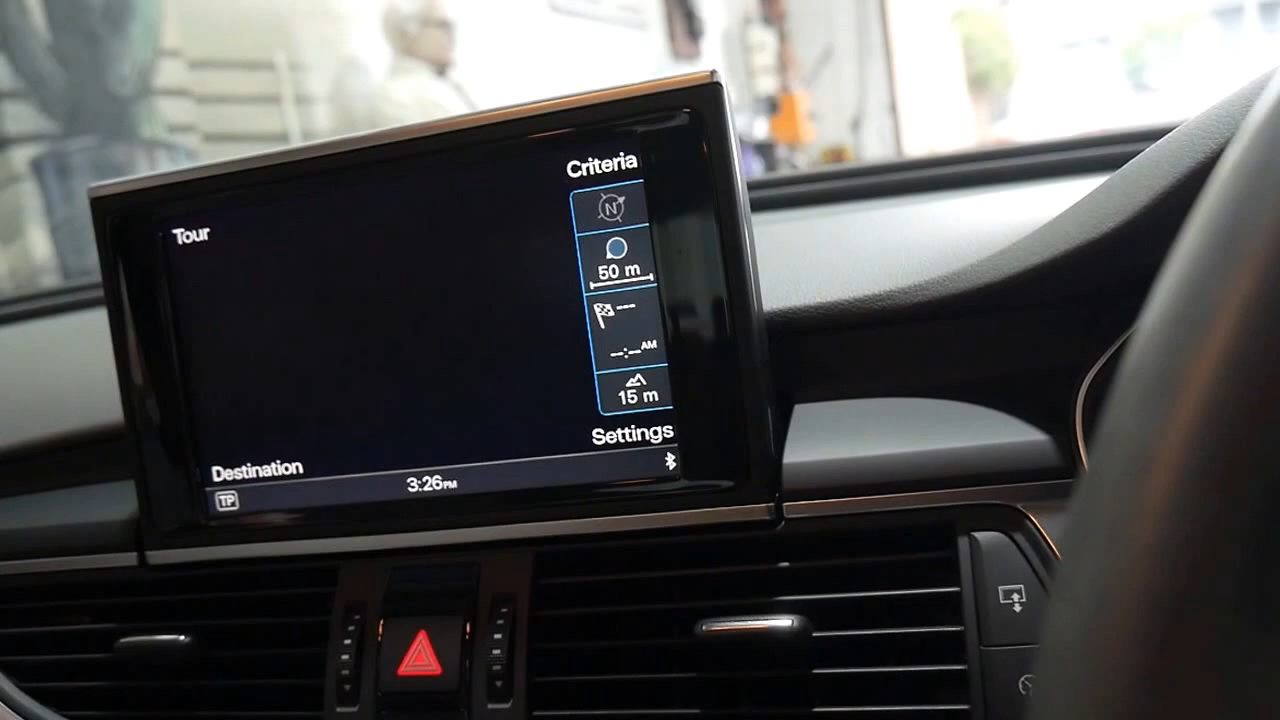 Criteria
Tour
N
50 m
--:-- AM
15 m
Settings
Destination
TP
3:26PM